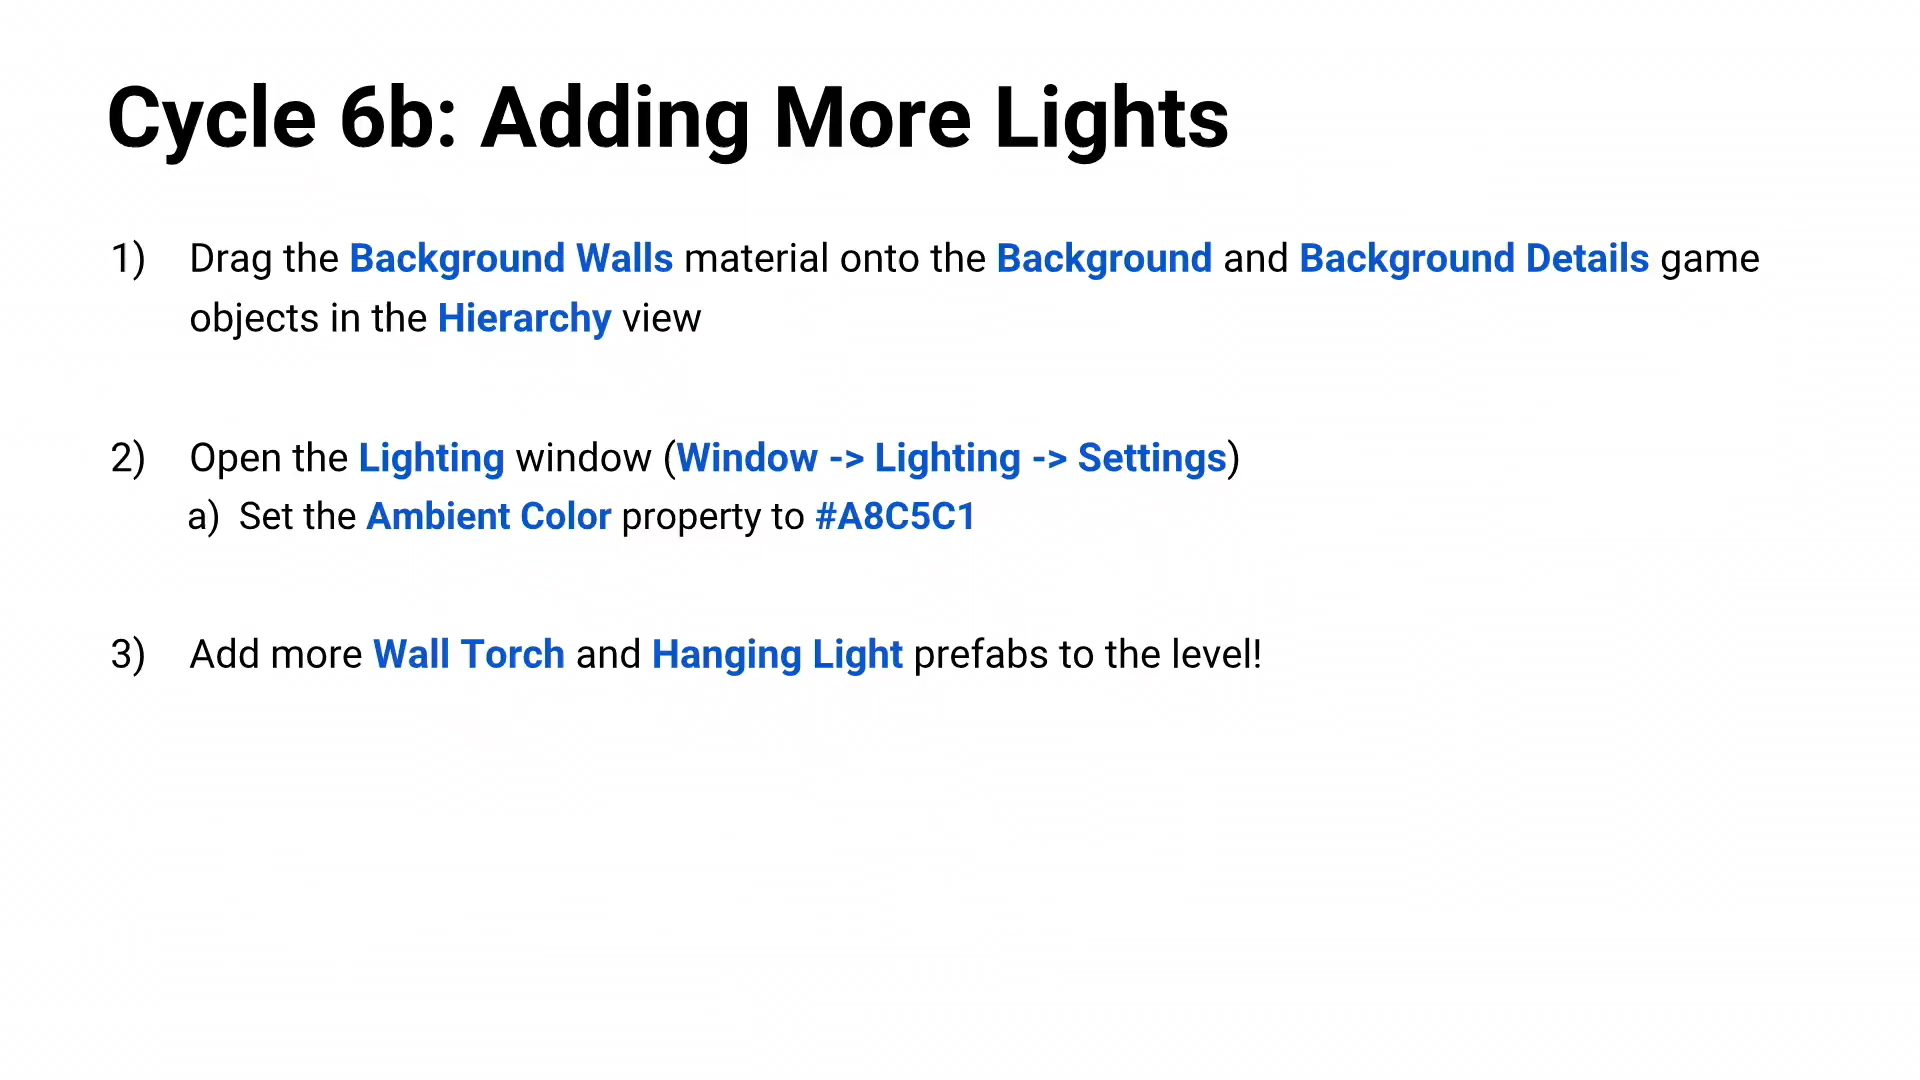 Cycle 6b: Adding More Lights
1) Drag the Background Walls material onto the Background and Background Details game
objects in the Hierarchy view
2) Open the Lighting window (Window -> Lighting -> Settings)
a) Set the Ambient Color property to #A8C5C1
3) Add more Wall Torch and Hanging Light prefabs to the level!